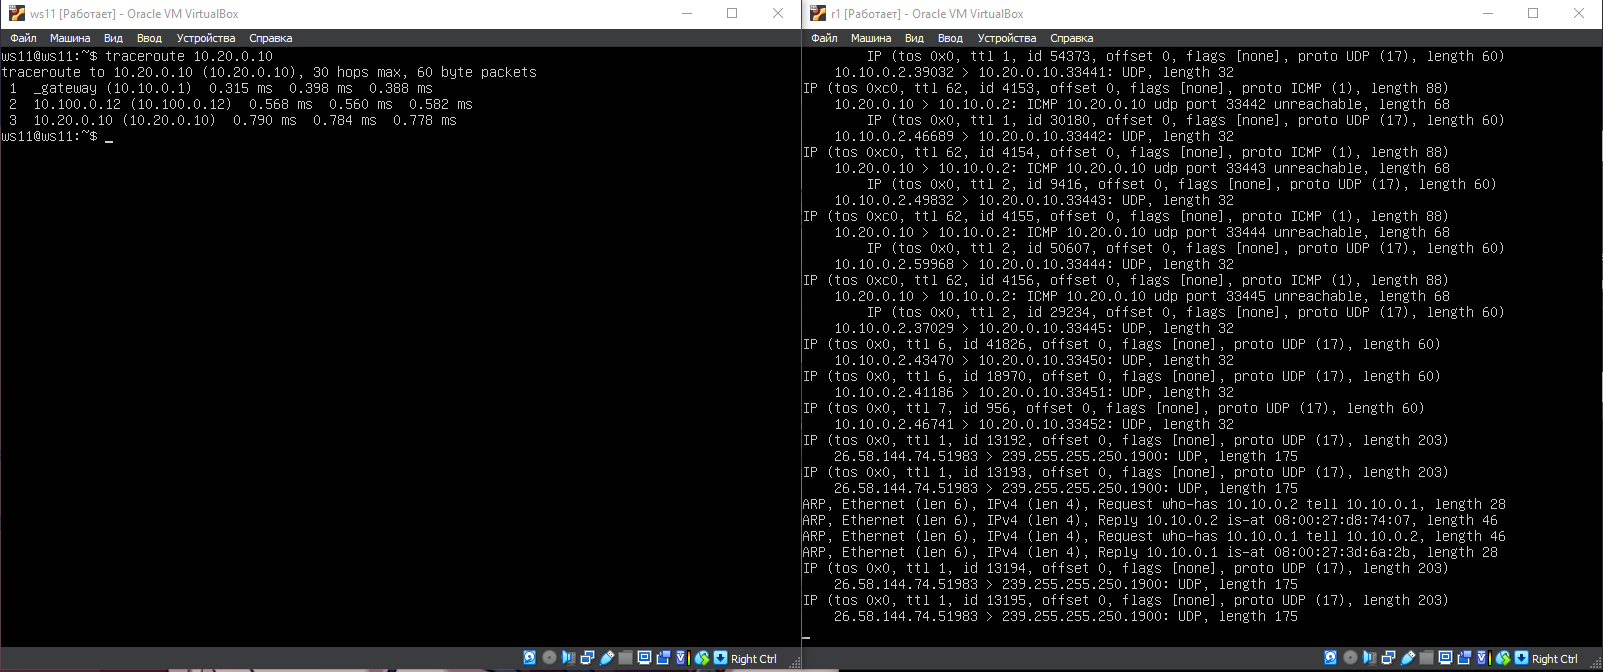 ws11 [Работает] - Oracle VM VirtualBox
Файл Машина Вид Ввод Устройства Справка
ws11@ws11:~$ traceroute 10.20.0.10
traceroute to 10.20.0.10 (10.20.0.10), 30 hops max, 60 byte packets
1 _gateway (10.10.0.1) 0.315 ms 0.398 ms 0.388 ms
2 10.100.0.12 (10.100.0.12) 0.568 ms 0.560 ms 0.582 ms
3 10.20.0.10 (10.20.0.10) 0.790 ms 0.784 ms 0.778 ms
ws11@ws11:~$ _
Right Ctrl
r1 [Работает] - Oracle VM VirtualBox
Файл Машина Вид Ввод Устройства Справка
IP (tos 0x0, ttl 1, id 54373, offset 0, flags [none], proto UDP (17), length 60)
10.10.0.2.39032 > 10.20.0.10.33441: UDP, length 32
IP (tos 0xc0, ttl 62, id 4153, offset 0, flags [none], proto ICMP (1), length 88)
10.20.0.10 > 10.10.0.2: ICMP 10.20.0.10 udp port 33442 unreachable, length 68
IP (tos 0x0, ttl 1, id 30180, offset 0, flags [none], proto UDP (17), length 60)
10.10.0.2.46689 > 10.20.0.10.33442: UDP, length 32
IP (tos 0xc0, ttl 62, id 4154, offset 0, flags [none], proto ICMP (1), length 88)
10.20.0.10 > 10.10.0.2: ICMP 10.20.0.10 udp port 33443 unreachable, length 68
IP (tos 0x0, ttl 2, id 9416, offset 0, flags [none], proto UDP (17), length 60)
10.10.0.2.49832 > 10.20.0.10.33443: UDP, length 32
IP (tos 0xc0, ttl 62, id 4155, offset 0, flags [none], proto ICMP (1), length 88)
10.20.0.10 > 10.10.0.2: ICMP 10.20.0.10 udp port 33444 unreachable, length 68
IP (tos 0x0, ttl 2, id 50607, offset 0, flags [none], proto UDP (17), length 60)
10.10.0.2.59968 > 10.20.0.10.33444: UDP, length 32
IP (tos 0xc0, ttl 62, id 4156, offset 0, flags [none], proto ICMP (1), length 88)
10.20.0.10 > 10.10.0.2: ICMP 10.20.0.10 udp port 33445 unreachable, length 68
IP (tos 0x0, ttl 2, id 29234, offset 0, flags [none], proto UDP (17), length 60)
10.10.0.2.37029 > 10.20.0.10.33445: UDP, length 32
IP (tos 0x0, ttl 6, id 41826, offset 0, flags [none], proto UDP (17), length 60)
10.10.0.2.43470 > 10.20.0.10.33450: UDP, length 32
IP (tos 0x0, ttl 6, id 18970, offset 0, flags [none], proto UDP (17), length 60)
10.10.0.2.41186 > 10.20.0.10.33451: UDP, length 32
IP (tos 0x0, ttl 7, id 956, offset 0, flags [none], proto UDP (17), length 60)
10.10.0.2.46741 > 10.20.0.10.33452: UDP, length 32
IP (tos 0x0, ttl 1, id 13192, offset 0, flags [none], proto UDP (17), length 203)
26.58.144.74.51983 > 239.255.255.250.1900: UDP, length 175
IP (tos 0x0, ttl 1, id 13193, offset 0, flags [none], proto UDP (17), length 203)
26.58.144.74.51983 > 239.255.255.250.1900: UDP, length 175
ARP, Ethernet (len 6), IPv4 (len 4), Request who-has 10.10.0.2 tell 10.10.0.1, length 28
ARP, Ethernet (len 6), IPv4 (len 4), Reply 10.10.0.2 is-at 08:00:27:d8:74:07, length 46
ARP, Ethernet (len 6), IPv4 (len 4), Request who-has 10.10.0.1 tell 10.10.0.2, length 46
ARP, Ethernet (len 6), IPv4 (len 4), Reply 10.10.0.1 is-at 08:00:27:3d:6a:2b, length 28
IP (tos 0x0, ttl 1, id 13194, offset 0, flags [none], proto UDP (17), length 203)
26.58.144.74.51983 > 239.255.255.250.1900: UDP, length 175
IP (tos 0x0, ttl 1, id 13195, offset 0, flags [none], proto UDP (17), length 203)
26.58.144.74.51983 > 239.255.255.250.1900: UDP, length 175
_
Right Ctrl